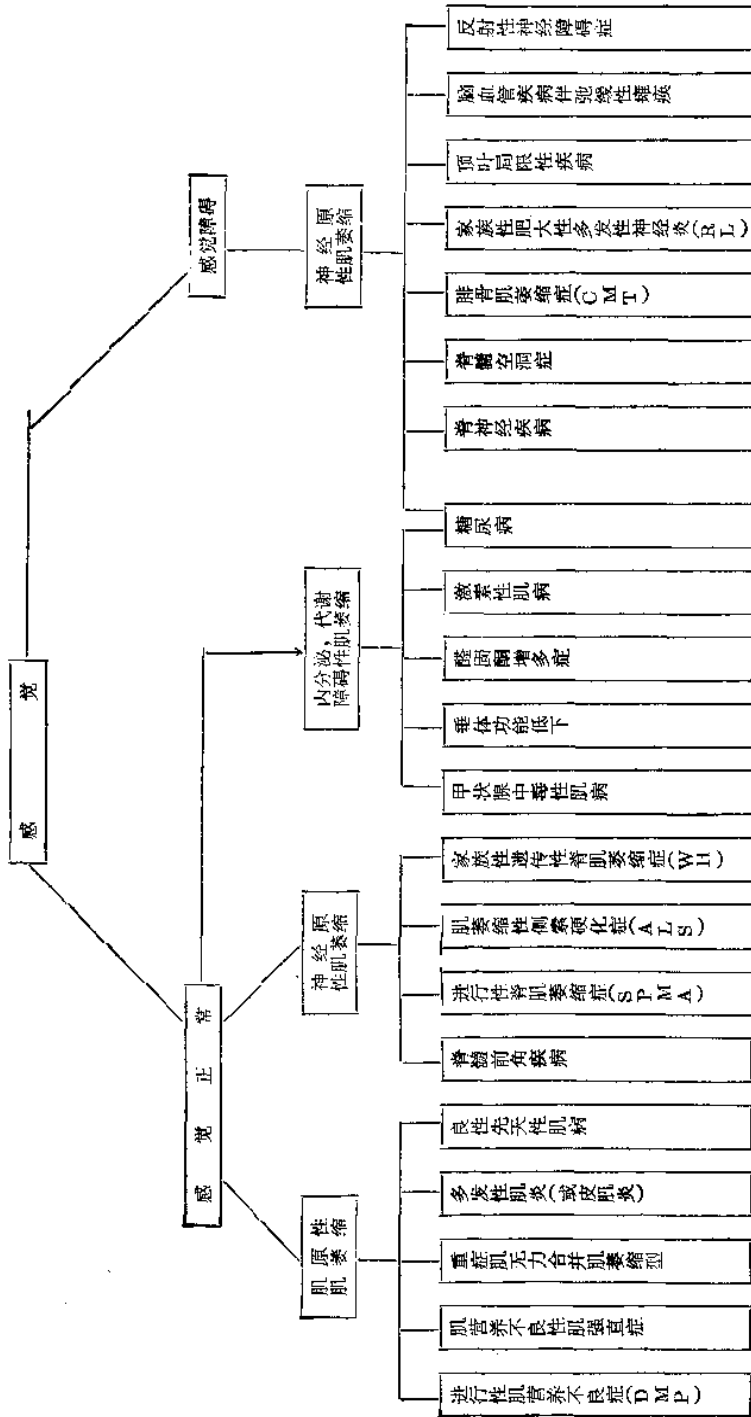 感觉
感觉正常
感觉障碍
肌原性
肌萎缩
神经原
性肌萎缩
内分泌，代谢
障碍性肌萎缩
神经原
性肌萎缩
进行性肌营养不良症(DMP)
肌营养不良性肌强直症
重症肌无力合并肌萎缩型
多发性肌炎(或皮肌炎)
良性先天性肌病
脊髓前角疾病
进行性脊肌萎缩症(SPMA)
肌萎缩性侧索硬化症(ALS)
家族性遗传性脊肌萎缩症(WH)
甲状腺中毒性肌病
垂体功能低下
醛固酮增多症
激素性肌病
糖尿病
脊神经疾病
脊髓空洞症
腓骨肌萎缩症(CMT)
家族性肥大性多发性神经炎(RL)
顶叶局限性疾病
脑血管疾病伴弛缓性瘫痪
反射性神经障碍症